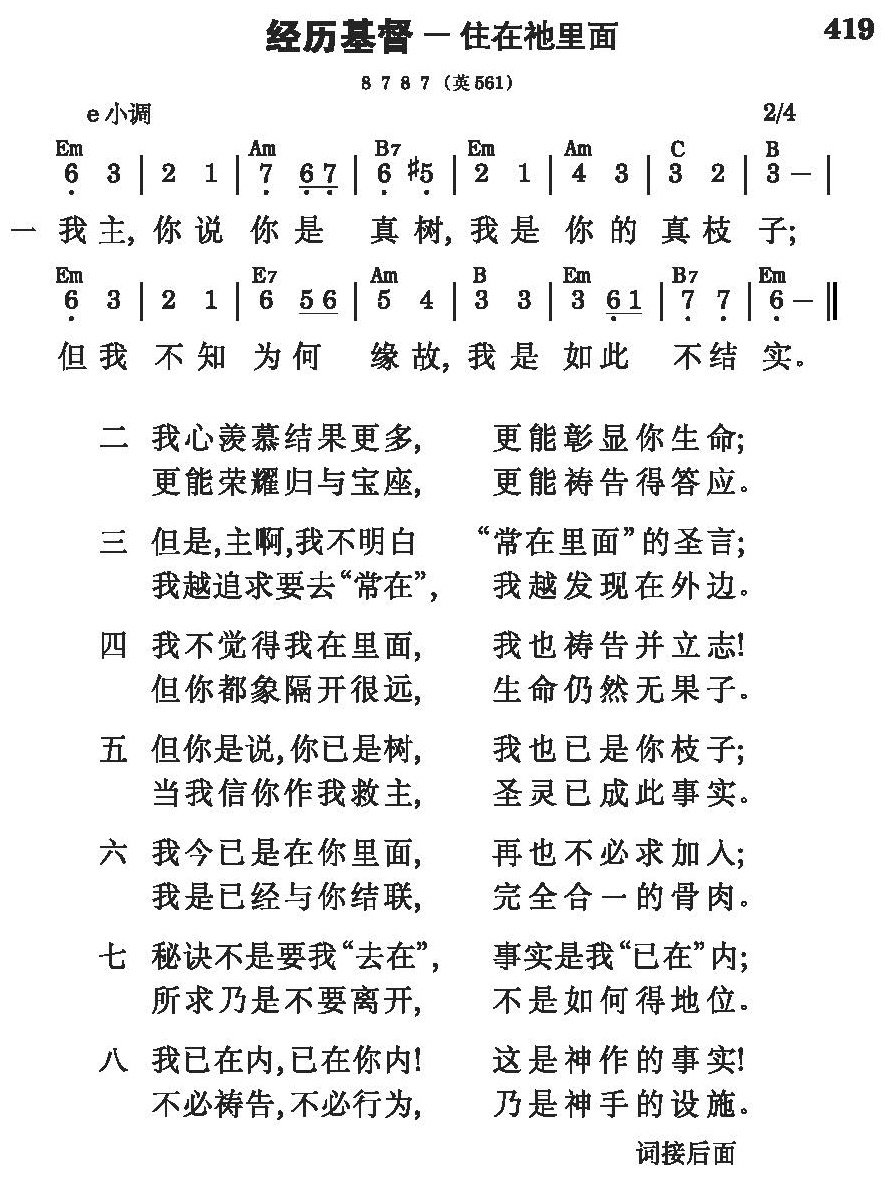 经历基督－住在祂里面 419
8 7 8 7（英561）
e小调 2/4
Em Am B7 Em Am C B
6 3 | 2 1 | 7 6 7 | 6 #5 | 2 1 | 4 3 | 3 2 | 3 － |
一 我主, 你说你是 真树, 我是你的真枝子;
Em E7 Am B Em B7 Em
6 3 | 2 1 | 6 5 6 | 5 4 | 3 3 | 3 6 1 | 7 7 | 6 － ‖
但我不知为何 缘故, 我是如此 不结实。
二 我心羡慕结果更多, 更能彰显你生命;
更能荣耀归与宝座, 更能祷告得答应。
三 但是,主啊,我不明白 “常在里面”的圣言;
我越追求要去“常在”, 我越发现在外边。
四 我不觉得我在里面, 我也祷告并立志!
但你都象隔开很远, 生命仍然无果子。
五 但你是说,你已是树, 我也已是你枝子;
当我信你作我救主, 圣灵已成此事实。
六 我今已是在你里面, 再也不必求加入;
我是已经与你结联, 完全合一的骨肉。
七 秘诀不是要我“去在”, 事实是我“已在”内;
所求乃是不要离开, 不是如何得地位。
八 我已在内,已在你内! 这是神作的事实!
不必祷告,不必行为, 乃是神手的设施。
词接后面